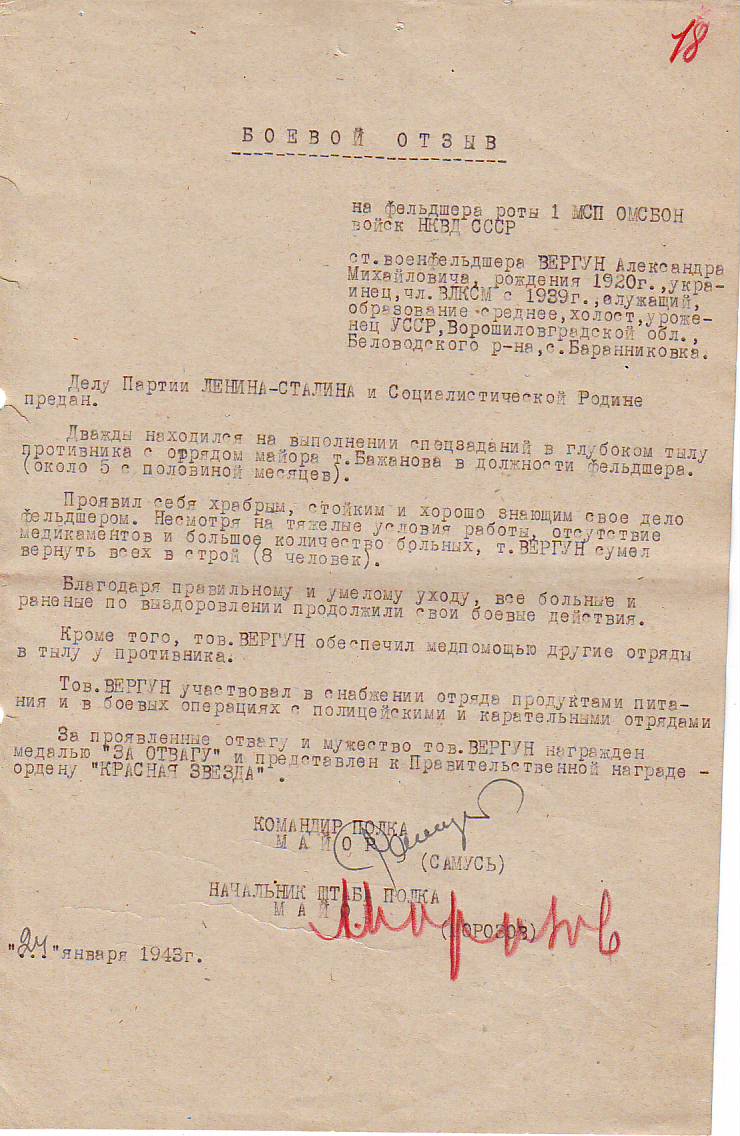 18
БОЕВОЙ ОТЗЫВ
на фельдшера роты 1 МСП ОМСБОН
войск НКВД СССР
ст.военфельдшера ВЕРГУН Александра
Михайловича, рождения 1920г.,укра-
инец,чл.ВЛКСМ с 1939г.,служащий,
образование среднее,холост,уроже-
нец УССР,Ворошиловградской обл.,
Беловодского р-на,с.Баранниковка.
Делу Партии ЛЕНИНА-СТАЛИНА и Социалистической Родине
предан.
Дважды находился на выполнении спецзаданий в глубоком тылу
противника с отрядом майора т.Бажанова в должности фельдшера.
(около 5 с половиной месяцев).
Проявил себя храбрым, стойким и хорошо знающим свое дело
фельдшером. Несмотря на тяжелые условия работы, отсутствие
медикаментов и большое количество больных, т.ВЕРГУН сумел
вернуть всех в строй (8 человек).
Благодаря правильному и умелому уходу, все больные и
раненые по выздоровлении продолжили свои боевые действия.
Кроме того, тов.ВЕРГУН обеспечил медпомощью другие отряды
в тылу у противника.
Тов.ВЕРГУН участвовал в снабжении отряда продуктами пита-
ния и в боевых операциях с полицейскими и карательными отрядами
За проявленные отвагу и мужество тов.ВЕРГУН награжден
медалью "ЗА ОТВАГУ" и представлен к Правительственной награде -
ордену "КРАСНАЯ ЗВЕЗДА".
КОМАНДИР ПОЛКА
МАЙОР
(САМУСЬ)
НАЧАЛЬНИК ШТАБА ПОЛКА
МАЙОР
Морозов
(МОРОЗОВ)
"24"января 1943г.